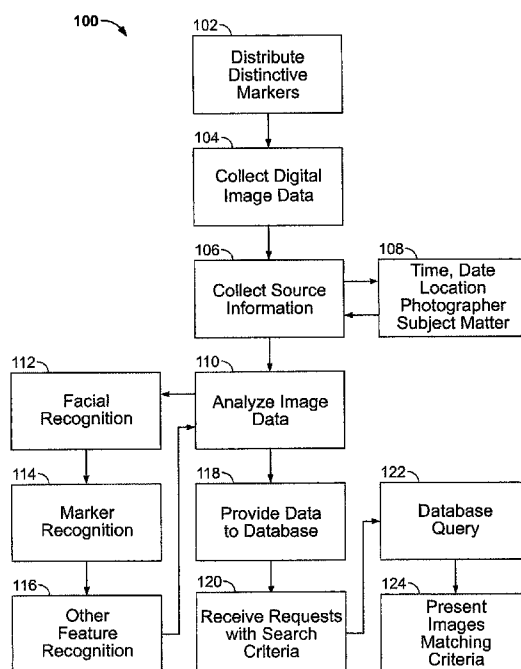 100
102
Distribute
Distinctive
Markers
104
Collect Digital
Image Data
106
Collect Source
Information
108
Time, Date
Location
Photographer
Subject Matter
110
Analyze Image
Data
112
Facial
Recognition
114
Marker
Recognition
116
Other
Feature
Recognition
118
Provide Data
to Database
120
Receive Requests
with Search
Criteria
122
Database
Query
124
Present
Images
Matching
Criteria